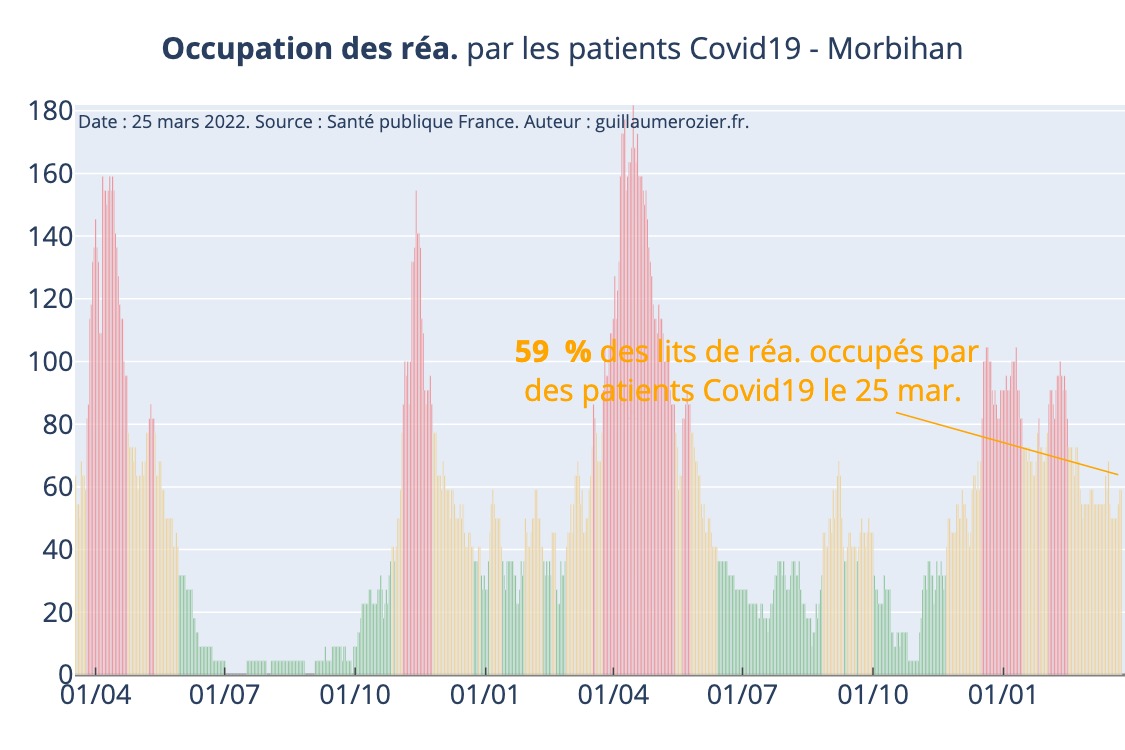 Occupation des réa. par les patients Covid19 - Morbihan
180
Date : 25 mars 2022. Source : Santé publique France. Auteur : guillaumerozier.fr.
160
140
120
100
59 % des lits de réa. occupés par
des patients Covid19 le 25 mar.
80
60
40
20
0
01/04 01/07 01/10 01/01 01/04 01/07 01/10 01/01